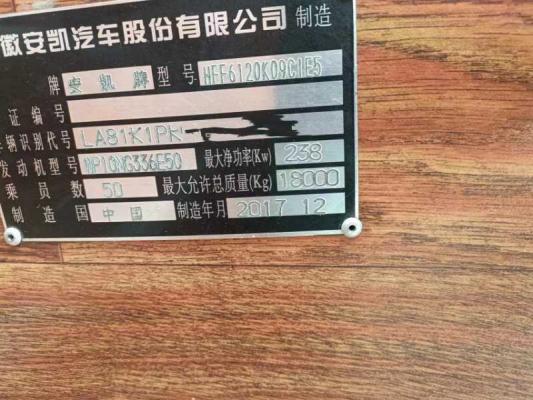 徽安凯汽车股份有限公司 制造
牌 安凯牌 型号 HFF6120K09C1E5
证编号
车辆识别代号 LA81K1PK
发动机型号 WP10NG336E50 最大净功率(Kw) 238
乘员数 50 最大允许总质量(Kg) 18000
制造国 中国 制造年月 2017 12